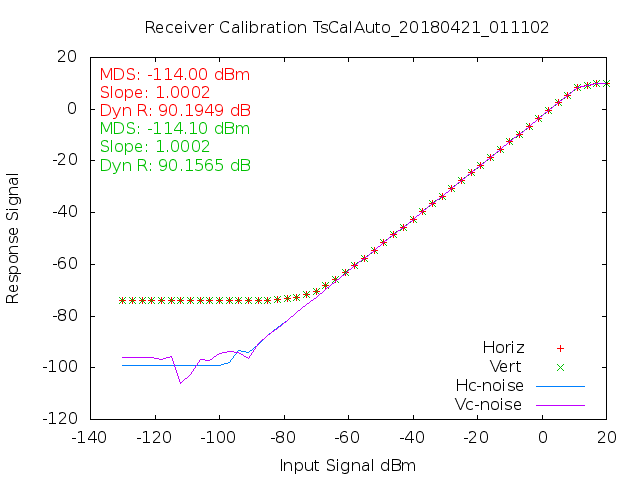 Receiver Calibration TsCalAuto_20180421_011102
20
MDS: -114.00 dBm
Slope: 1.0002
Dyn R: 90.1949 dB
MDS: -114.10 dBm
Slope: 1.0002
Dyn R: 90.1565 dB
0
-20
-40
-60
-80
-100
-120
Response Signal
Horiz
Vert
Hc-noise
Vc-noise
-140 -120 -100 -80 -60 -40 -20 0 20
Input Signal dBm